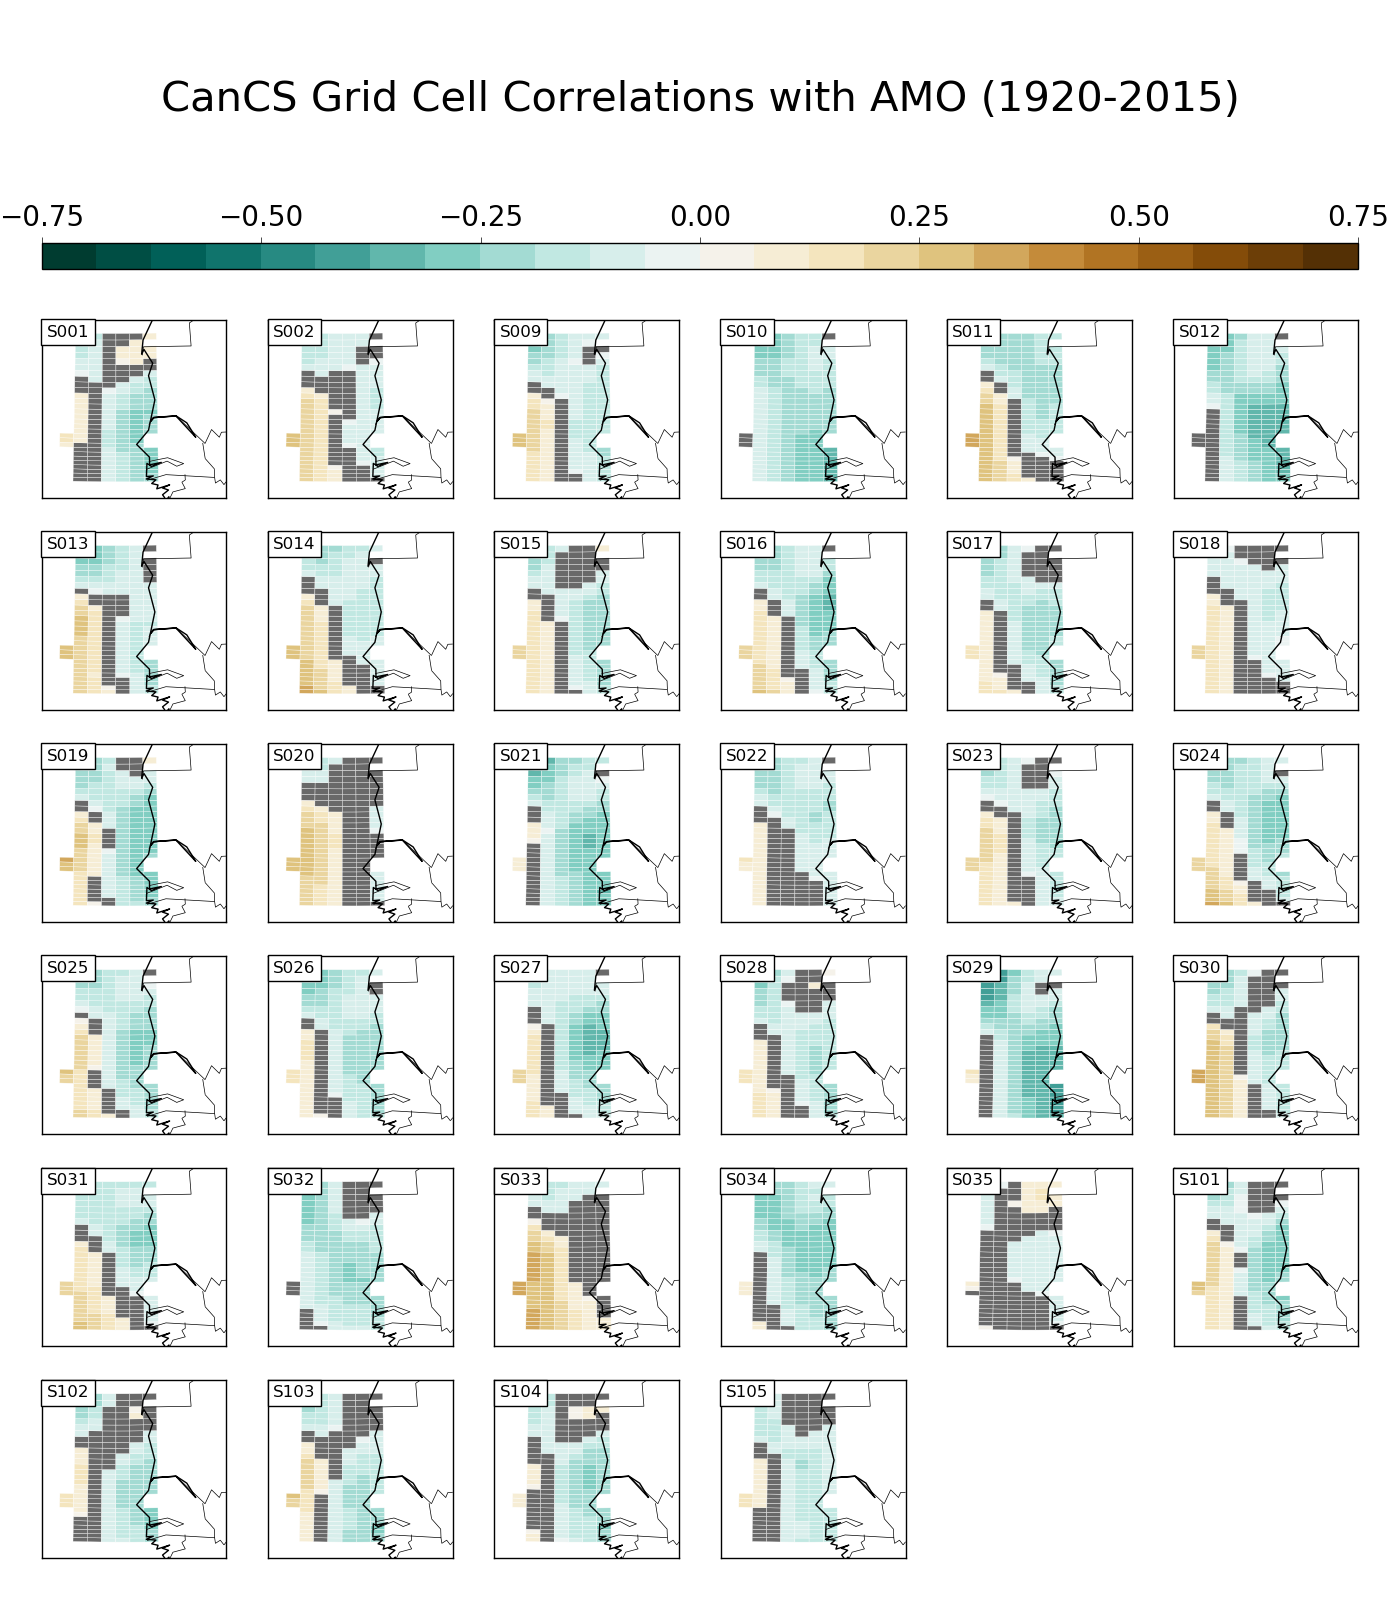 CanCS Grid Cell Correlations with AMO (1920-2015)
−0.75 −0.50 −0.25 0.00 0.25 0.50 0.75
S001 S002 S009 S010 S011 S012
S013 S014 S015 S016 S017 S018
S019 S020 S021 S022 S023 S024
S025 S026 S027 S028 S029 S030
S031 S032 S033 S034 S035 S101
S102 S103 S104 S105